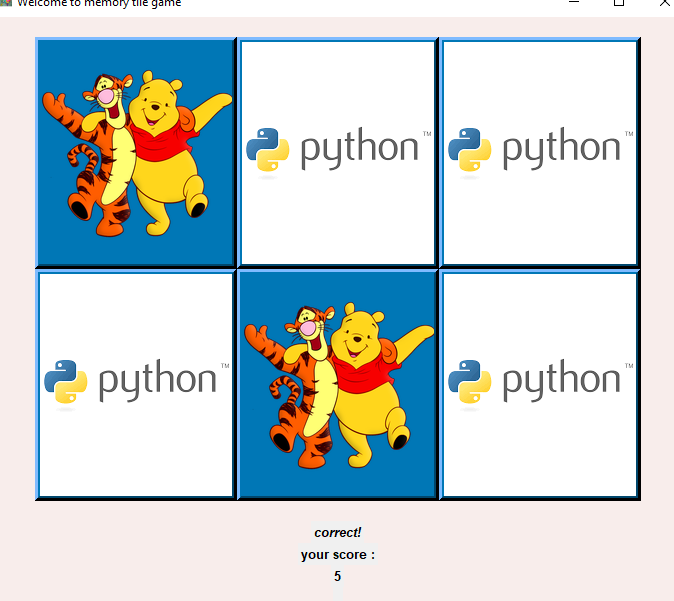 Welcome to memory tile game
python™
python™
python™
python™
correct!
your score :
5